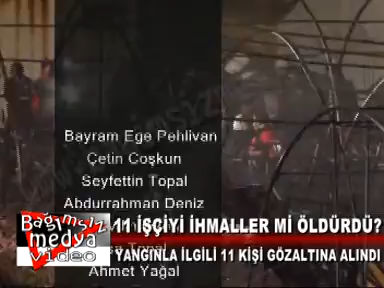 Bayram Ege Pehlivan
Çetin Coşkun
Seyfettin Topal
Abdurrahman Deniz
Topal
Ahmet Yağal
Bağımsız
medya
video
11 İŞÇİYİ İHMALLER Mİ ÖLDÜRDÜ?
YANGINLA İLGİLİ 11 KİŞİ GÖZALTINA ALINDI